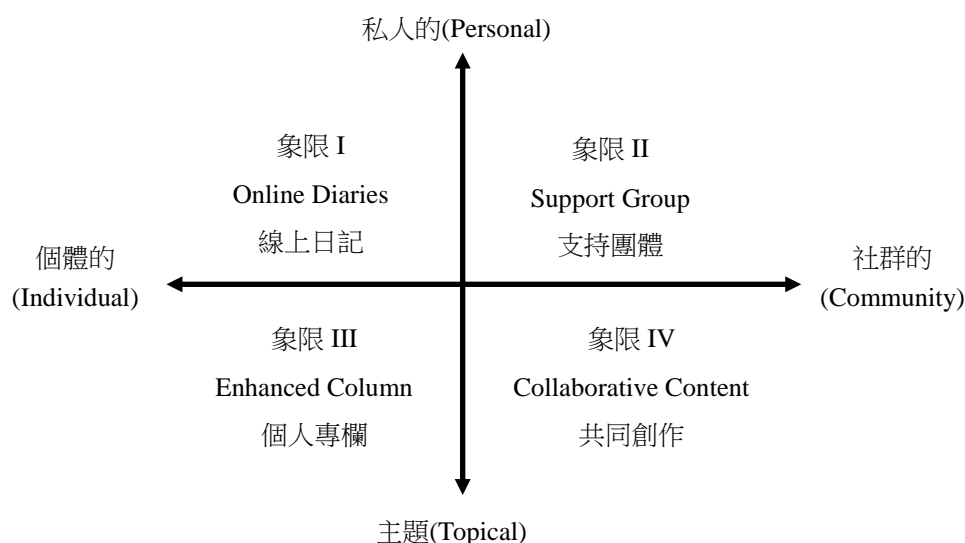 私人的(Personal)
象限 I
Online Diaries
線上日記
象限 II
Support Group
支持團體
個體的
(Individual)
社群的
(Community)
象限 III
Enhanced Column
個人專欄
象限 IV
Collaborative Content
共同創作
主題(Topical)